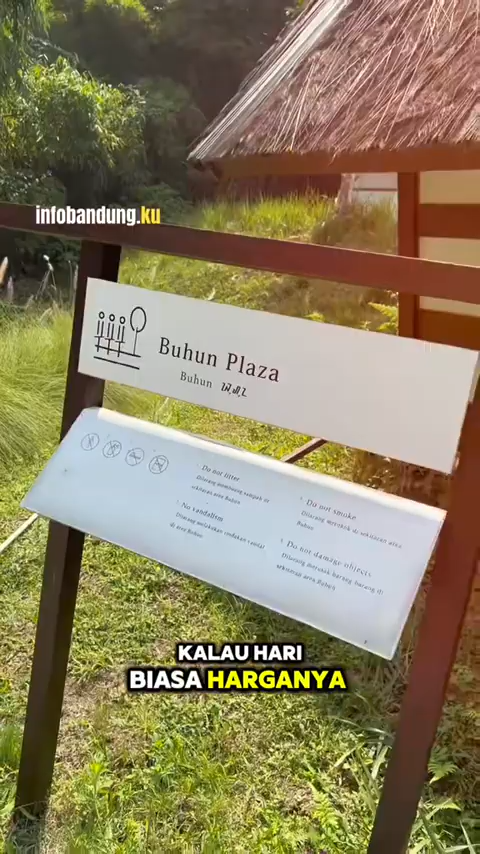 infobandung.ku
Buhun Plaza
Buhun
Do not litter
Dilarang membuang sampah di
sekitaran area Buhun
No vandalism
Dilarang melakukan tindakan vandal
di area Buhun
Do not smoke
Dilarang merokok di sekitaran area
Buhun
Do not damage objects
Dilarang merusak barang-barang di
sekitaran area Buhun
KALAU HARI
BIASA HARGANYA